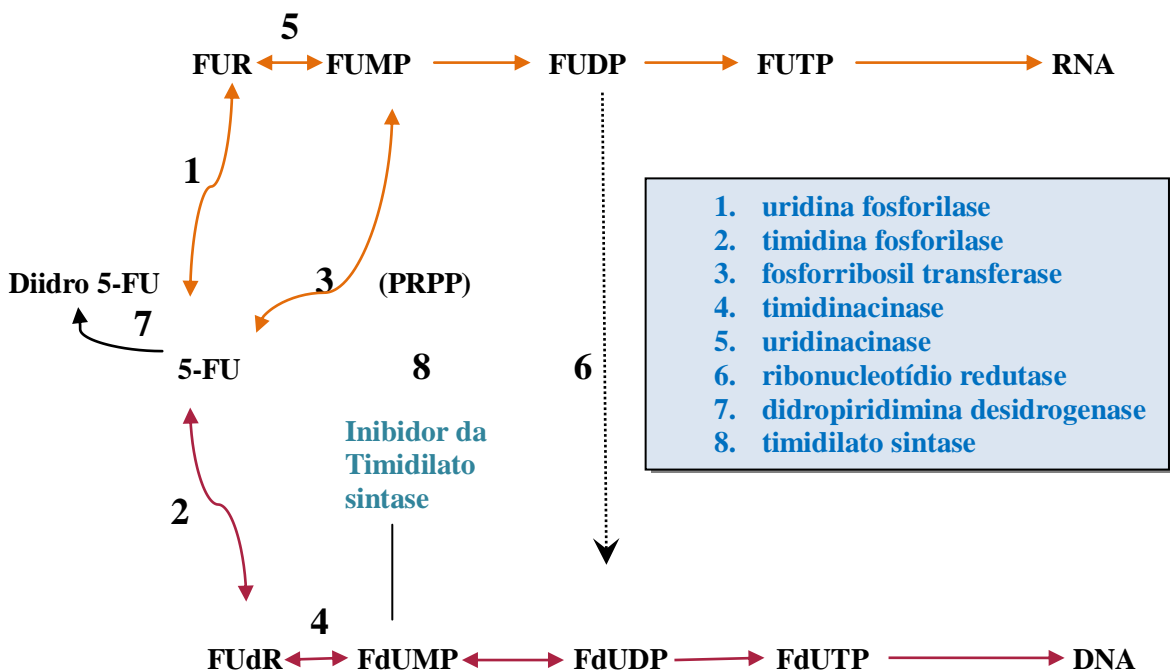 5
FUR FUMP FUDP FUTP RNA
1
1. uridina fosforilase
2. timidina fosforilase
3. fosforribosil transferase
4. timidinacinase
5. uridinacinase
6. ribonucleotídio redutase
7. didropiridimina desidrogenase
8. timidilato sintase
Diidro 5-FU
3 (PRPP)
7
5-FU
8
6
Inibidor da
Timidilato
sintase
2
4
FUdR FdUMP FdUDP FdUTP DNA